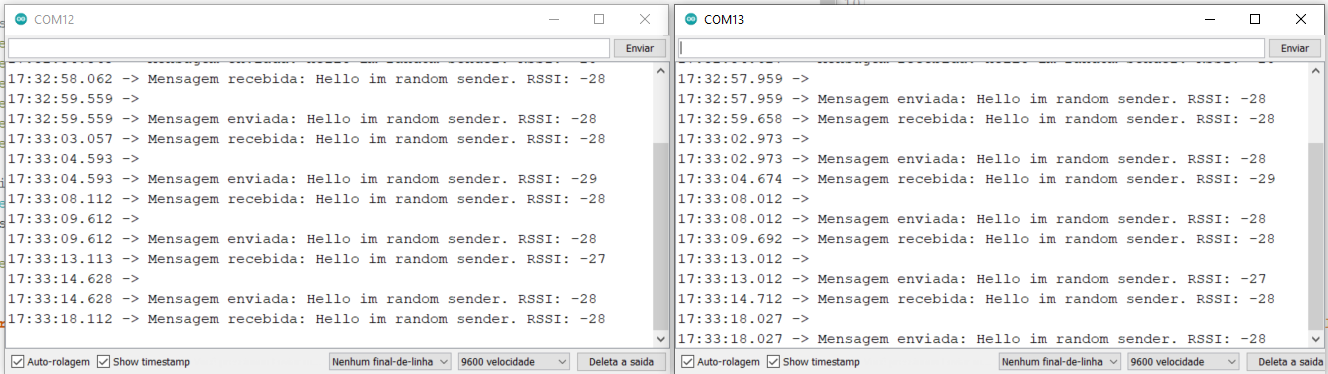 COM12
Enviar
17:32:58.062 -> Mensagem recebida: Hello im random sender. RSSI: -28
17:32:59.559 ->
17:32:59.559 -> Mensagem enviada: Hello im random sender. RSSI: -28
17:33:03.057 -> Mensagem recebida: Hello im random sender. RSSI: -28
17:33:04.593 ->
17:33:04.593 -> Mensagem enviada: Hello im random sender. RSSI: -29
17:33:08.112 -> Mensagem recebida: Hello im random sender. RSSI: -28
17:33:09.612 ->
17:33:09.612 -> Mensagem enviada: Hello im random sender. RSSI: -28
17:33:13.113 -> Mensagem recebida: Hello im random sender. RSSI: -27
17:33:14.628 ->
17:33:14.628 -> Mensagem enviada: Hello im random sender. RSSI: -28
17:33:18.112 -> Mensagem recebida: Hello im random sender. RSSI: -28
Auto-rolagem Show timestamp Nenhum final-de-linha 9600 velocidade Deleta a saida
COM13
Enviar
17:32:57.959 ->
17:32:57.959 -> Mensagem enviada: Hello im random sender. RSSI: -28
17:32:59.658 -> Mensagem recebida: Hello im random sender. RSSI: -28
17:33:02.973 ->
17:33:02.973 -> Mensagem enviada: Hello im random sender. RSSI: -28
17:33:04.674 -> Mensagem recebida: Hello im random sender. RSSI: -29
17:33:08.012 ->
17:33:08.012 -> Mensagem enviada: Hello im random sender. RSSI: -28
17:33:09.692 -> Mensagem recebida: Hello im random sender. RSSI: -28
17:33:13.012 ->
17:33:13.012 -> Mensagem enviada: Hello im random sender. RSSI: -27
17:33:14.712 -> Mensagem recebida: Hello im random sender. RSSI: -28
17:33:18.027 ->
17:33:18.027 -> Mensagem enviada: Hello im random sender. RSSI: -28
Auto-rolagem Show timestamp Nenhum final-de-linha 9600 velocidade Deleta a saida